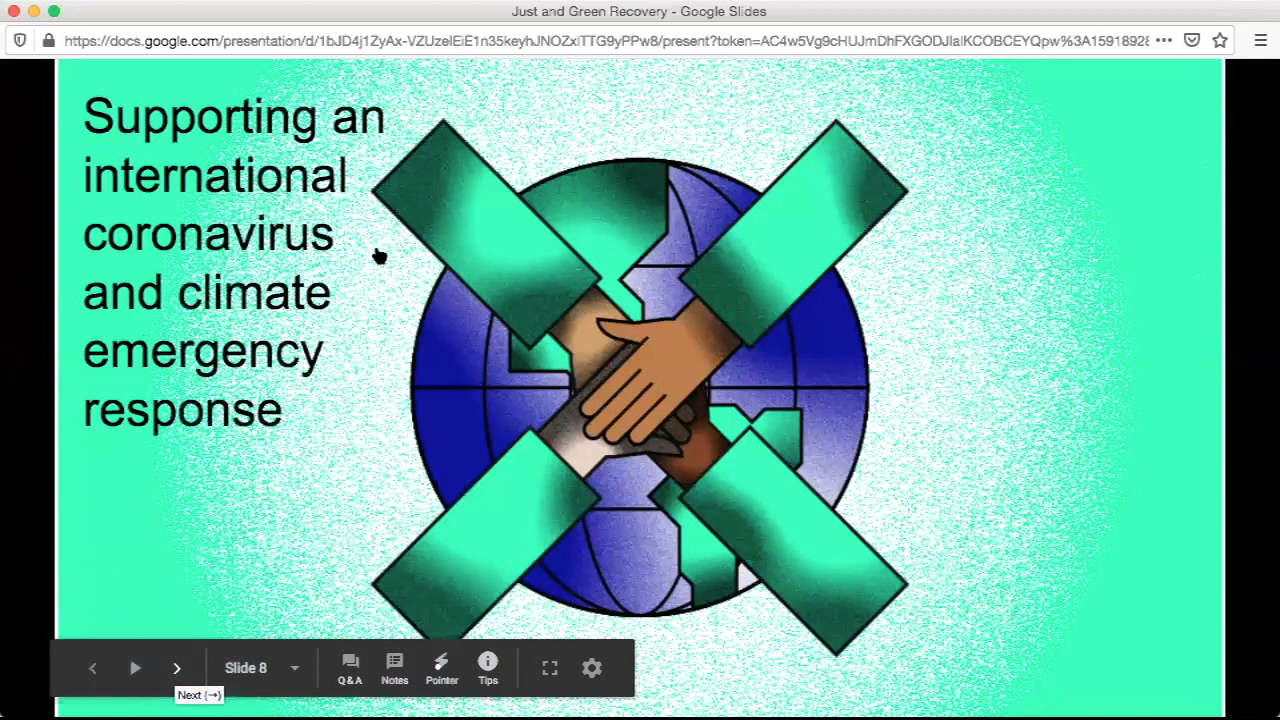 Just and Green Recovery - Google Slides
Supporting an
international
coronavirus
and climate
emergency
response
Slide 8
Q&A
Notes
Pointer
Tips
Next (→)